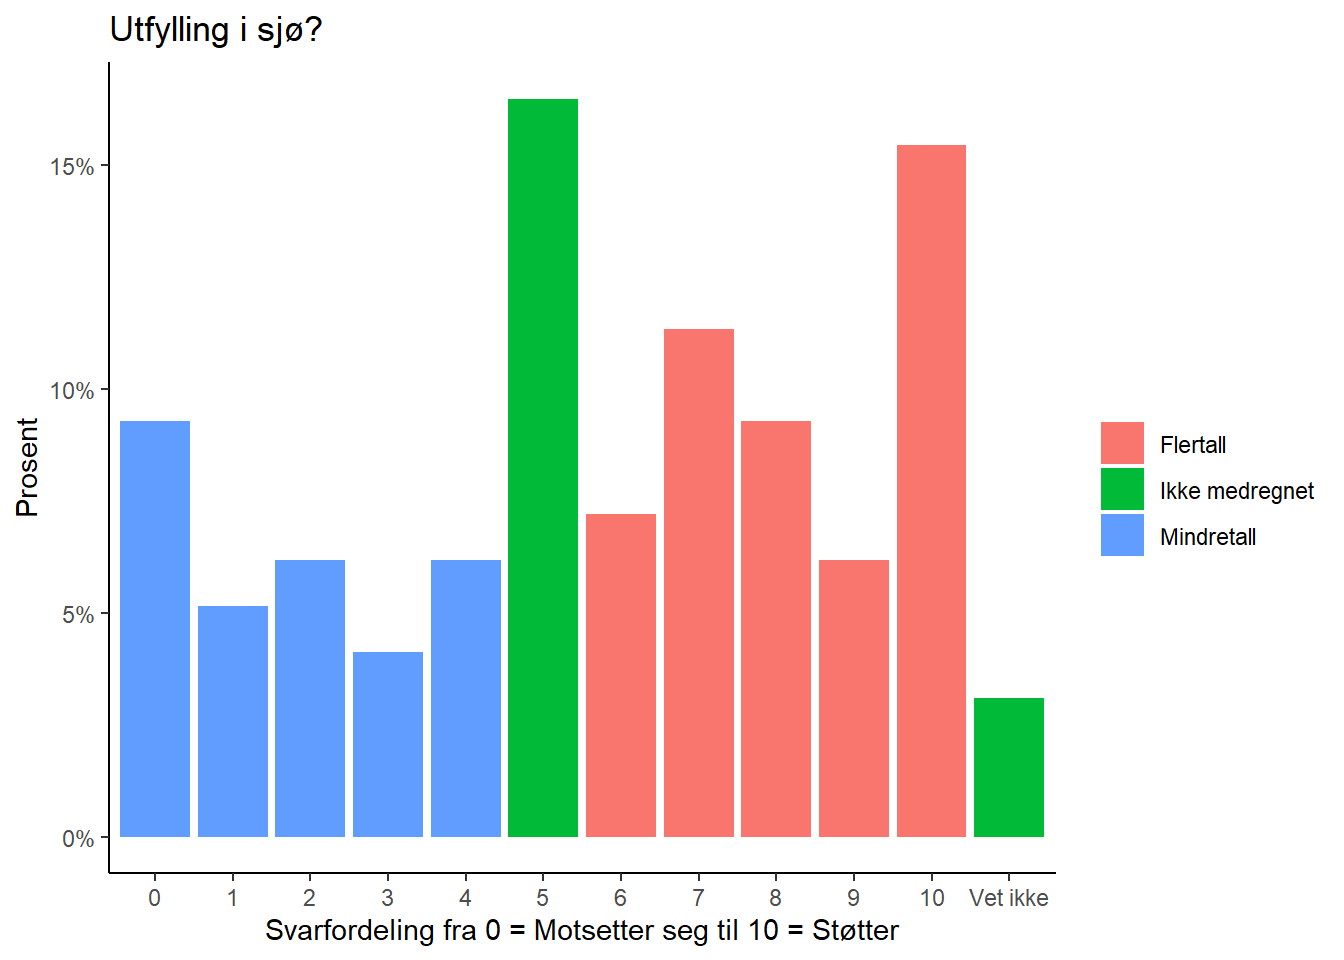 Utfylling i sjø?
Prosent
15%
10%
5%
0%
0 1 2 3 4 5 6 7 8 9 10 Vet ikke
Svarfordeling fra 0 = Motsetter seg til 10 = Støtter
Flertall
Ikke medregnet
Mindretall